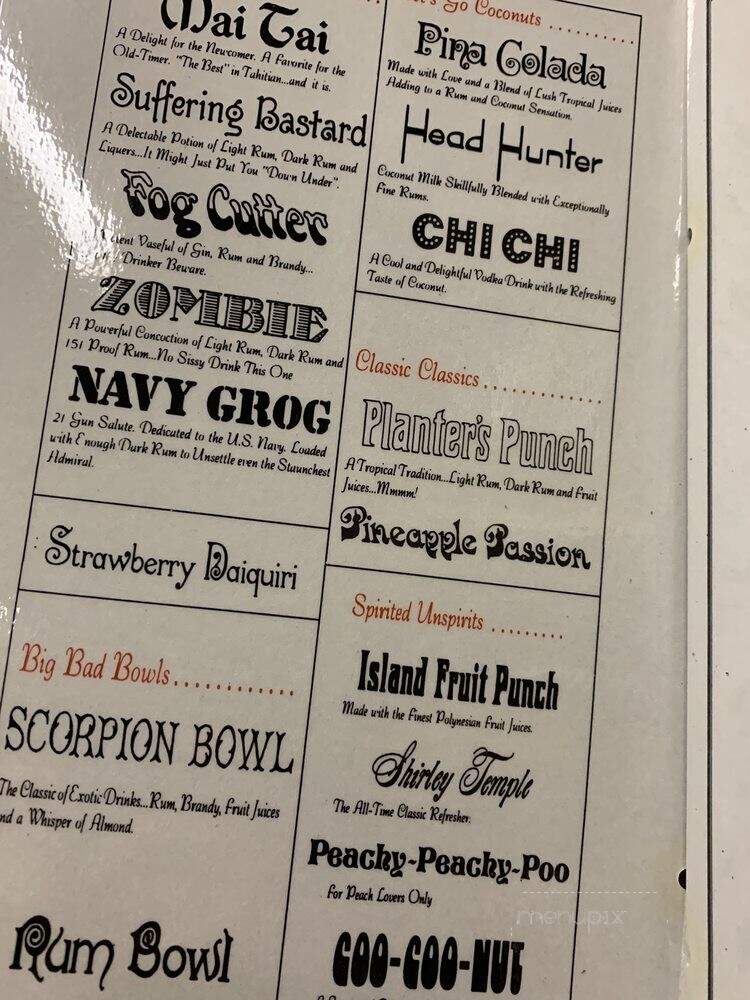 Mai Tai
A Delight for the Newcomer. A Favorite for the
Old-Timer. "The Best" in Tahitian...and it is.
Suffering Bastard
A Delectable Potion of Light Rum, Dark Rum and
Liquers...It Might Just Put You "Down Under".
Fog Cutter
Vaseful of Gin, Rum and Brandy...
Drinker Beware.
ZOMBIE
A Powerful Concoction of Light Rum, Dark Rum and
151 Proof Rum...No Sissy Drink This One
NAVY GROG
21 Gun Salute. Dedicated to the U.S. Navy. Loaded
with Enough Dark Rum to Unsettle even the Staunchest
Admiral.
Strawberry Daiquiri
Big Bad Bowls............
SCORPION BOWL
The Classic of Exotic Drinks...Rum, Brandy, Fruit Juices
and a Whisper of Almond.
Rum Bowl
Go Coconuts ..........
Pina Colada
Made with Love and a Blend of Lush Tropical Juices
Adding to a Rum and Coconut Sensation.
Head Hunter
Coconut Milk Skillfully Blended with Exceptionally
Fine Rums.
CHI CHI
A Cool and Delightful Vodka Drink with the Refreshing
Taste of Coconut.
Classic Classics ............
Planter's Punch
A Tropical Tradition...Light Rum, Dark Rum and Fruit
Juices...Mmmm!
Pineapple Passion
Spirited Unspirits .........
Island Fruit Punch
Made with the Finest Polynesian Fruit Juices.
Shirley Temple
The All-Time Classic Refresher.
Peachy-Peachy-Poo
For Peach Lovers Only
COO-COO-NUT
menupix